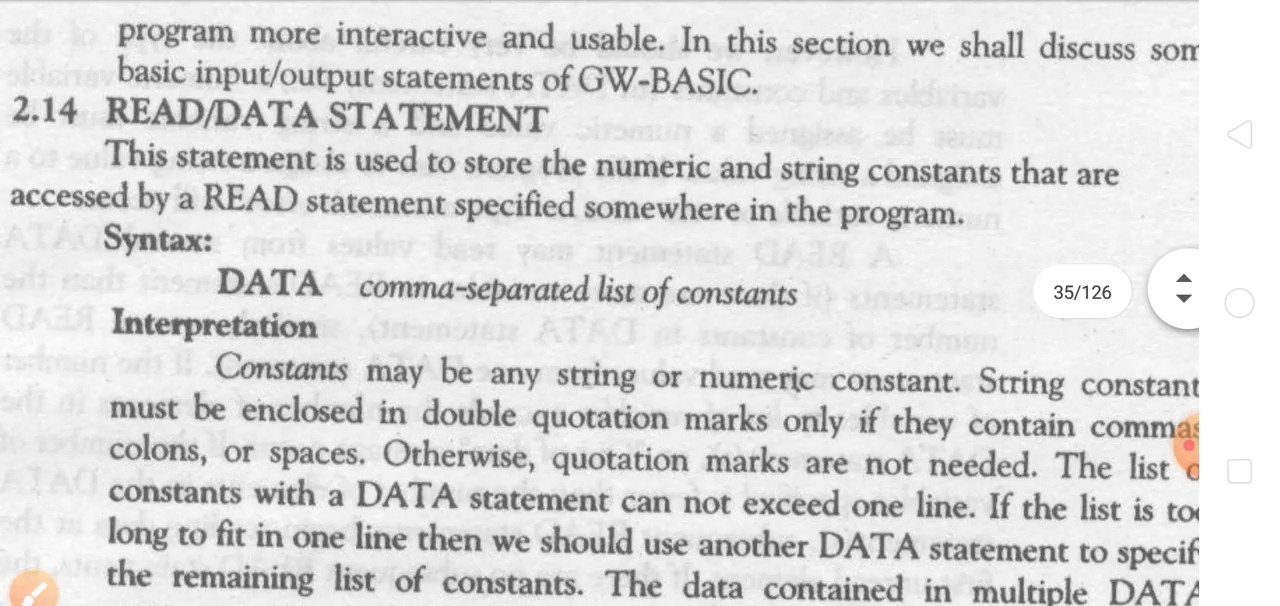 program more interactive and usable. In this section we shall discuss som
basic input/output statements of GW-BASIC.
2.14 READ/DATA STATEMENT
This statement is used to store the numeric and string constants that are
accessed by a READ statement specified somewhere in the program.
Syntax:
DATA comma-separated list of constants
35/126
Interpretation
Constants may be any string or numeric constant. String constant
must be enclosed in double quotation marks only if they contain commas
colons, or spaces. Otherwise, quotation marks are not needed. The list
constants with a DATA statement can not exceed one line. If the list is too
long to fit in one line then we should use another DATA statement to specif
the remaining list of constants. The data contained in multiple DATA